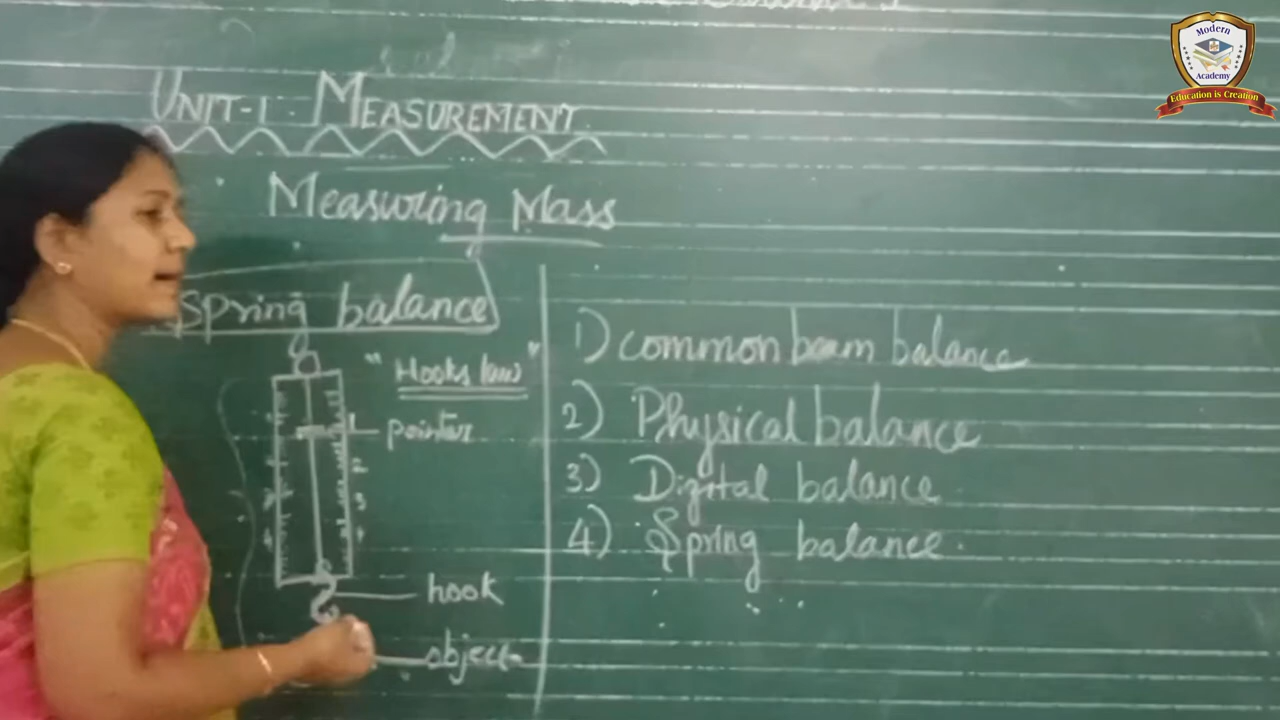 Modern
Academy
Education is Creation
UNIT-1. MEASUREMENT.
Measuring Mass
Spring balance
"Hooks law"
1
pointer
2
3
4
hook
object
1) common beam balance
2) Physical balance
3) Digital balance
4) Spring balance.